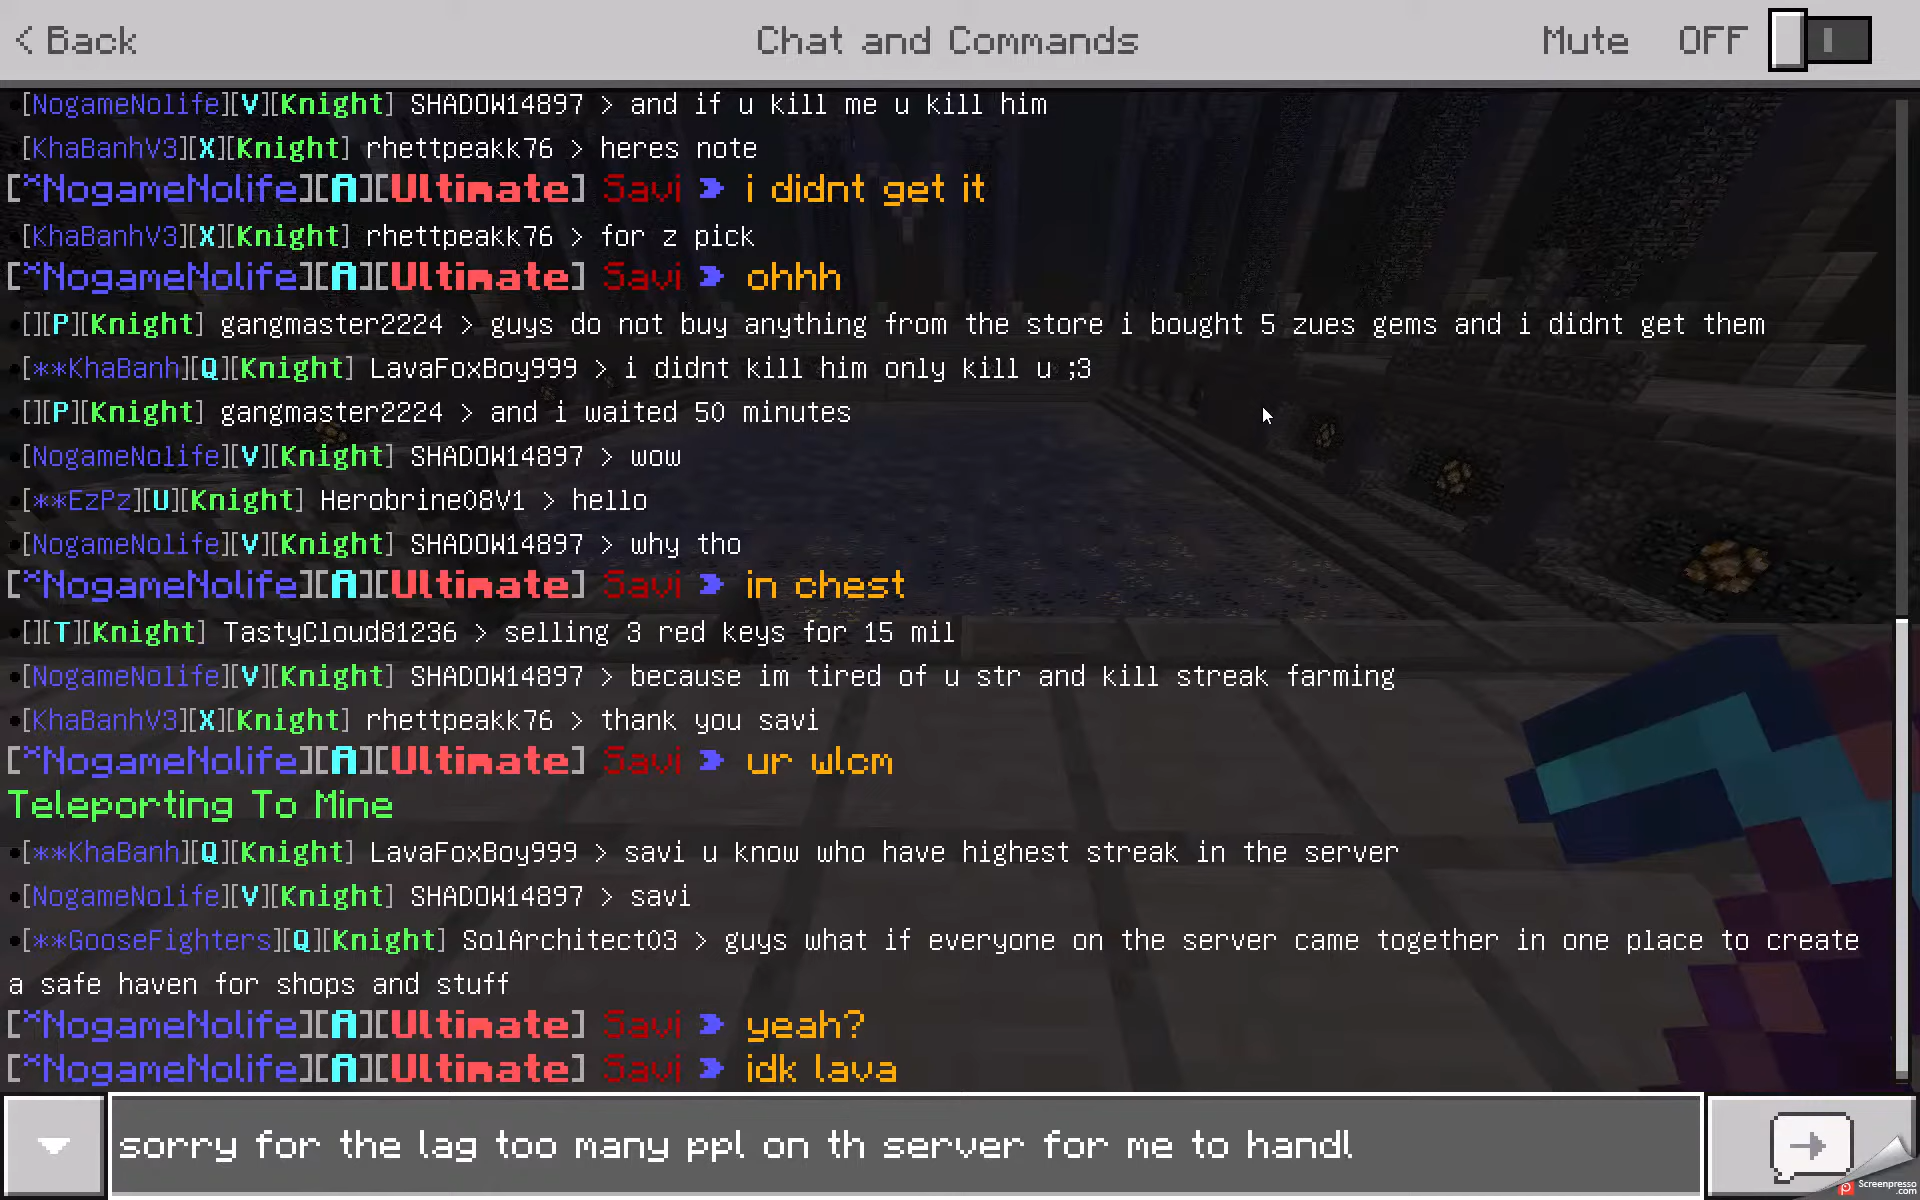 < Back
Chat and Commands
Mute OFF
[NogameNolife][V][Knight] SHADOW14897 > and if u kill me u kill him
[KhaBanhV3][X][Knight] rhettpeakk76 > heres note
[*NogameNolife][A][Ultimate] Savi > i didnt get it
[KhaBanhV3][X][Knight] rhettpeakk76 > for z pick
[*NogameNolife][A][Ultimate] Savi > ohhh
[][P][Knight] gangmaster2224 > guys do not buy anything from the store i bought 5 zues gems and i didnt get them
[**KhaBanh][Q][Knight] LavaFoxBoy999 > i didnt kill him only kill u ;3
[][P][Knight] gangmaster2224 > and i waited 50 minutes
[NogameNolife][V][Knight] SHADOW14897 > wow
[**EzPz][U][Knight] Herobrine08V1 > hello
[NogameNolife][V][Knight] SHADOW14897 > why tho
[*NogameNolife][A][Ultimate] Savi > in chest
[][T][Knight] TastyCloud81236 > selling 3 red keys for 15 mil
[NogameNolife][V][Knight] SHADOW14897 > because im tired of u str and kill streak farming
[KhaBanhV3][X][Knight] rhettpeakk76 > thank you savi
[*NogameNolife][A][Ultimate] Savi > ur wlcm
Teleporting To Mine
[**KhaBanh][Q][Knight] LavaFoxBoy999 > savi u know who have highest streak in the server
[NogameNolife][V][Knight] SHADOW14897 > savi
[**GooseFighters][Q][Knight] SolArchitect03 > guys what if everyone on the server came together in one place to create
a safe haven for shops and stuff
[*NogameNolife][A][Ultimate] Savi > yeah?
[*NogameNolife][A][Ultimate] Savi > idk lava
sorry for the lag too many ppl on th server for me to handl
Screenpresso
.com